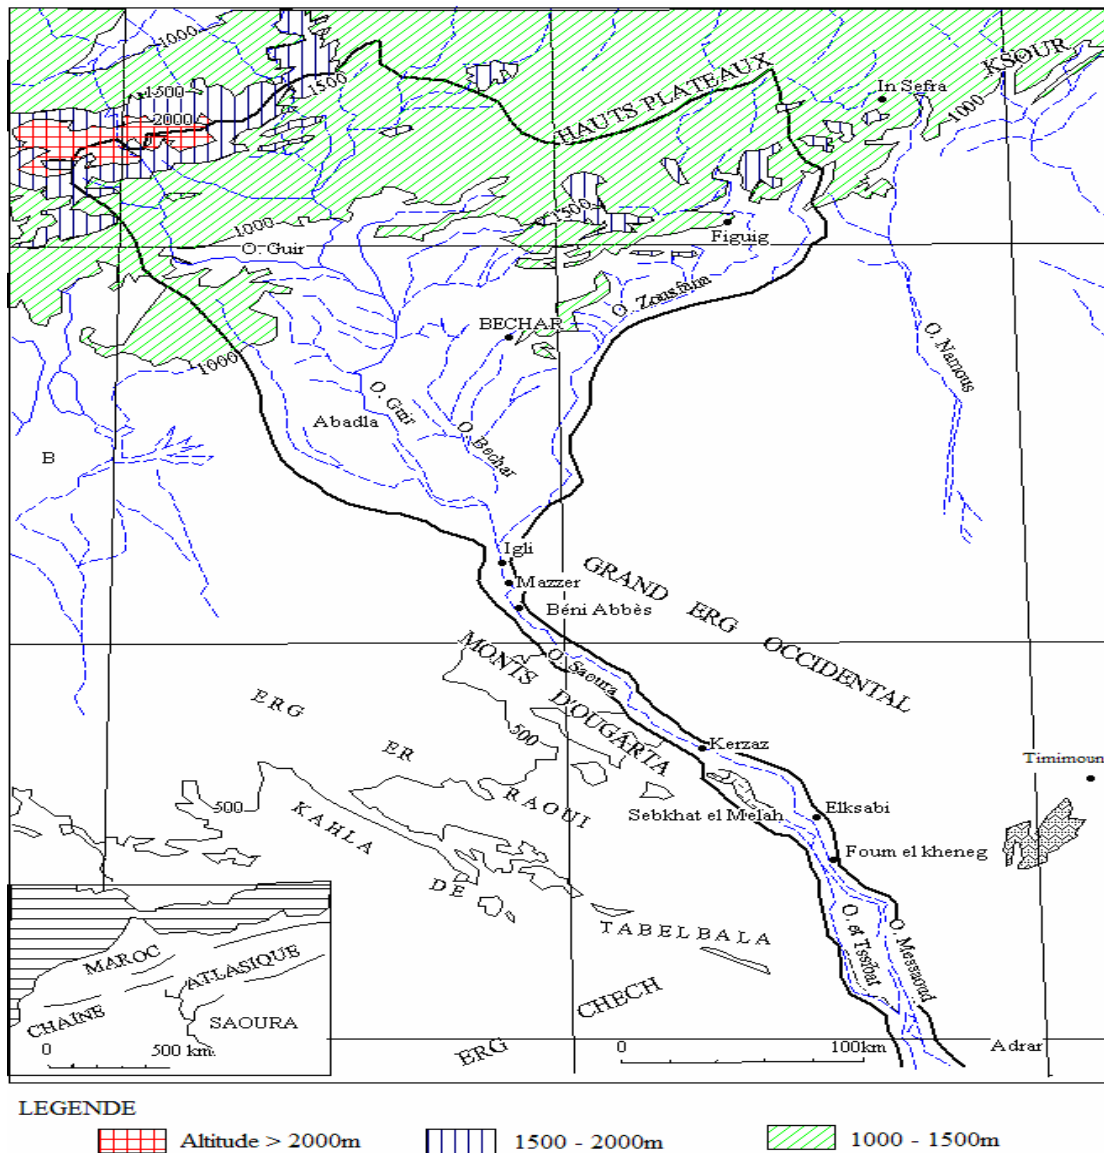 1000
1500
1500
2000
HAUTS PLATEAUX
KSOUR
In Sefra
1000
1000
O. Guir
1500
Figuig
O. Zousfana
BECHAR
1000
O. Namous
Abadla
O. Guir
O. Bechar
B
Igli
Mazzer
Béni Abbès
GRAND ERG OCCIDENTAL
MONTS D'OUGARTA
O. Saoura
ERG
ER
RAOUI
500
500
Kerzaz
Timimoun
KAHLA
DE
TABELBALA
Sebkhat el Melah
Elksabi
Foum el kheneg
O. et Tssibat
O. Messaoud
ERG
CHECH
Adrar
0 100km
MAROC
CHAINE
ATLASIQUE
SAOURA
0 500 km
LEGENDE
Altitude > 2000m
1500 - 2000m
1000 - 1500m